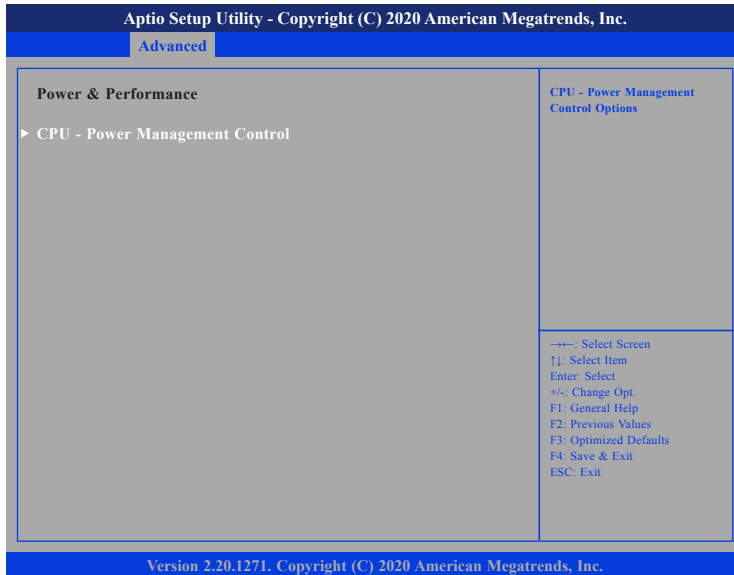 Aptio Setup Utility - Copyright (C) 2020 American Megatrends, Inc.
Advanced
Power & Performance
CPU - Power Management Control
CPU - Power Management
Control Options
→←: Select Screen
↑↓: Select Item
Enter: Select
+/-: Change Opt.
F1: General Help
F2: Previous Values
F3: Optimized Defaults
F4: Save & Exit
ESC: Exit
Version 2.20.1271. Copyright (C) 2020 American Megatrends, Inc.